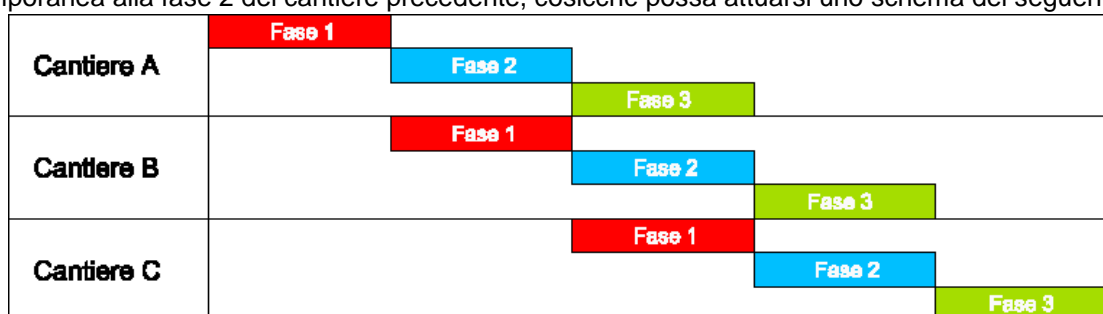 mporanea alla fase 2 del cantiere precedente, cosicché possa attuarsi uno schema del seguen
Fase 1
Cantiere A
Fase 2
Fase 3
Fase 1
Cantiere B
Fase 2
Fase 3
Fase 1
Cantiere C
Fase 2
Fase 3